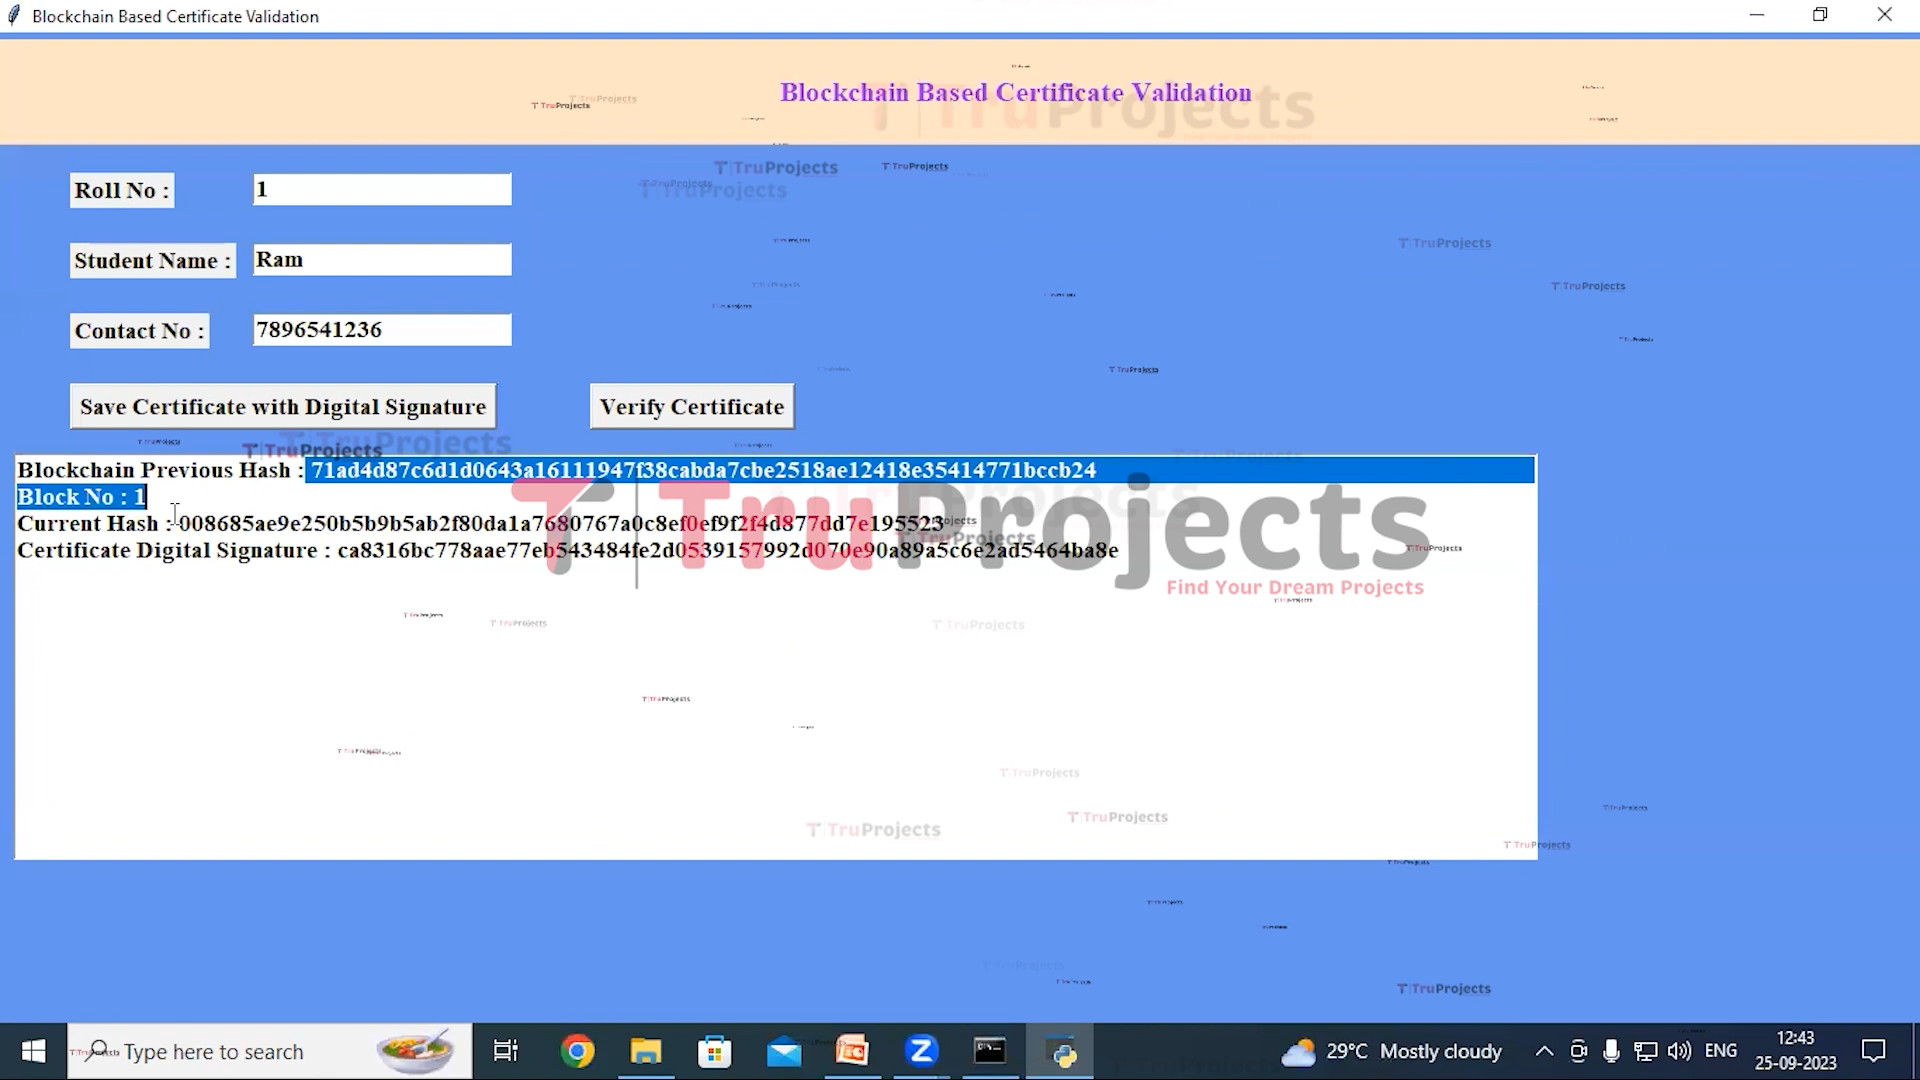 Blockchain Based Certificate Validation
Blockchain Based Certificate Validation
TruProjects
Roll No :
1
Student Name :
Ram
Contact No :
7896541236
Save Certificate with Digital Signature
Verify Certificate
Blockchain Previous Hash : 71ad4d87c6d1d0643a16111947f38cabda7cbe2518ae12418e35414771bccb24
Block No : 1
Current Hash : 008685ae9e250b5b9b5ab2f80da1a7680767a0c8ef0ef9f2f4d877dd7e195523
Certificate Digital Signature : ca8316bc778aae77eb543484fe2d0539157992d070e90a89a5c6e2ad5464ba8e
TruProjects
Find Your Dream Projects
Type here to search
29°C Mostly cloudy
ENG
12:43
25-09-2023